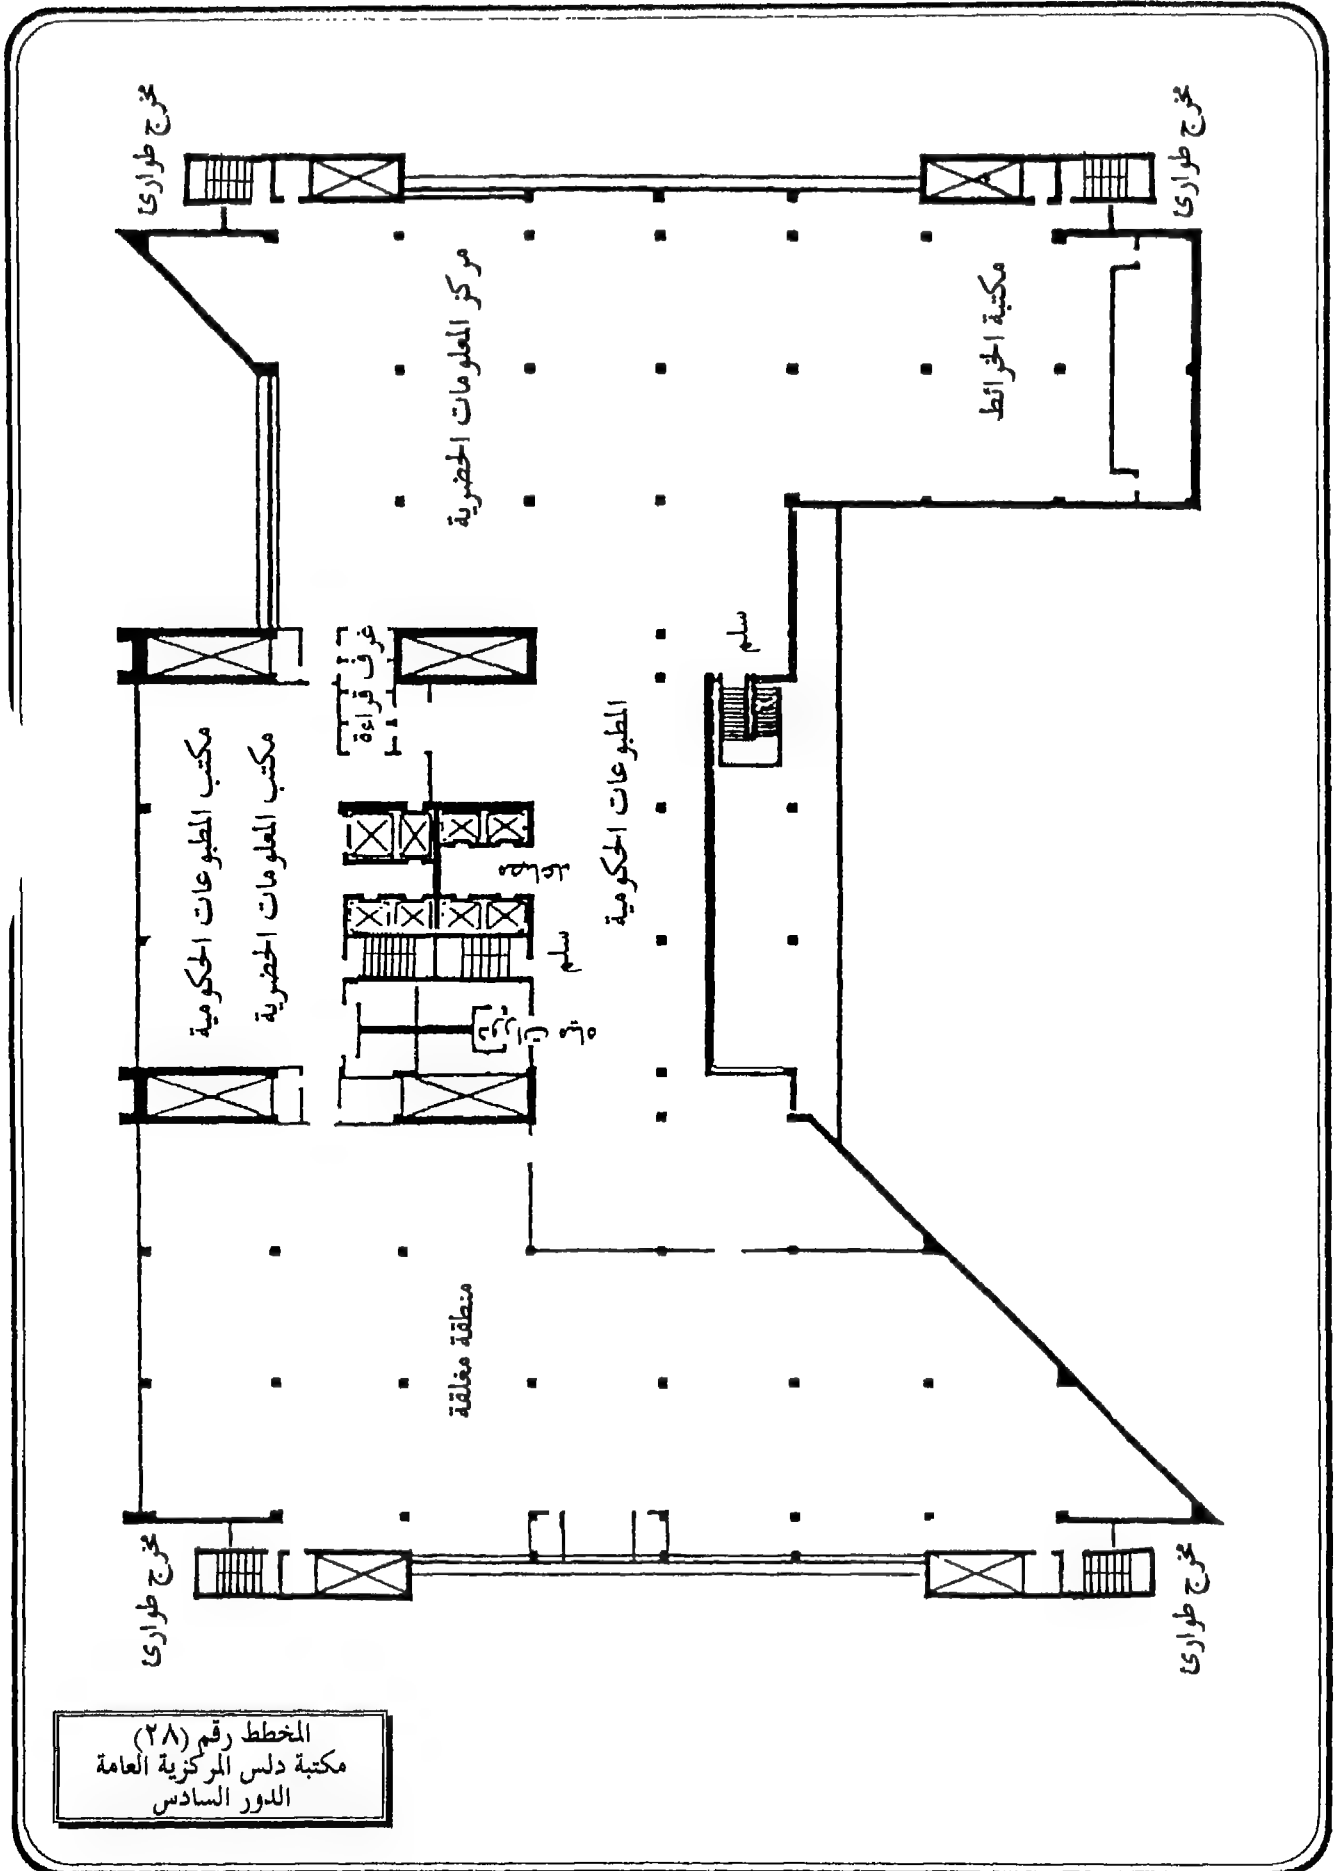 مخرج طوارئ
مخرج طوارئ
مركز المعلومات الحضرية
مكتبة الخرائط
غرف قراءة
سلم
مكتب المطبوعات الحكومية
مكتب المعلومات الحضرية
المطبوعات الحكومية
سلم
منطقة مغلقة
مخرج طوارئ
مخرج طوارئ
المخطط رقم (٢٨)
مكتبة دلس المركزية العامة
الدور السادس